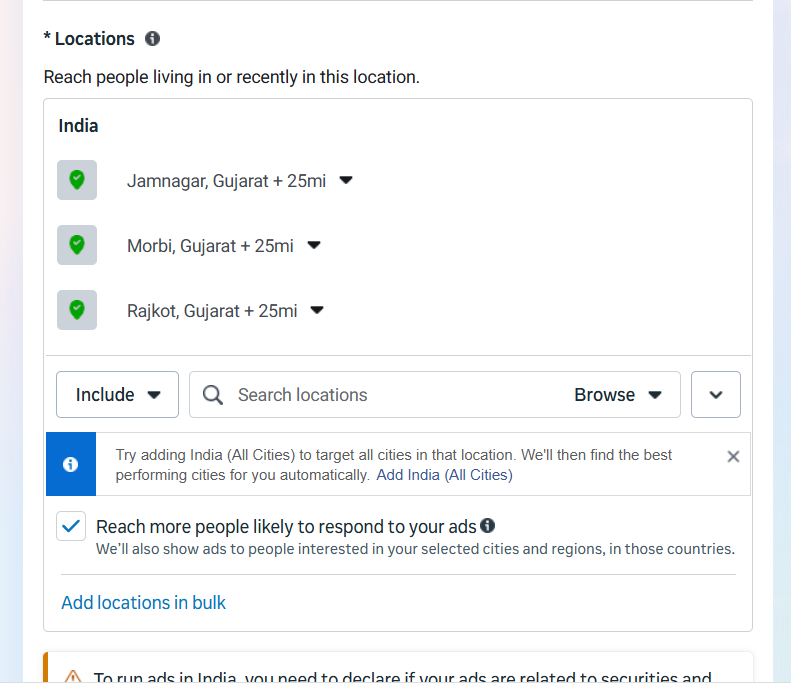 * Locations
Reach people living in or recently in this location.
India
Jamnagar, Gujarat + 25mi
Morbi, Gujarat + 25mi
Rajkot, Gujarat + 25mi
Include
Search locations
Browse
Try adding India (All Cities) to target all cities in that location. We'll then find the best
performing cities for you automatically. Add India (All Cities)
Reach more people likely to respond to your ads
We'll also show ads to people interested in your selected cities and regions, in those countries.
Add locations in bulk
To run ads in India, you need to declare if your ads are related to securities and